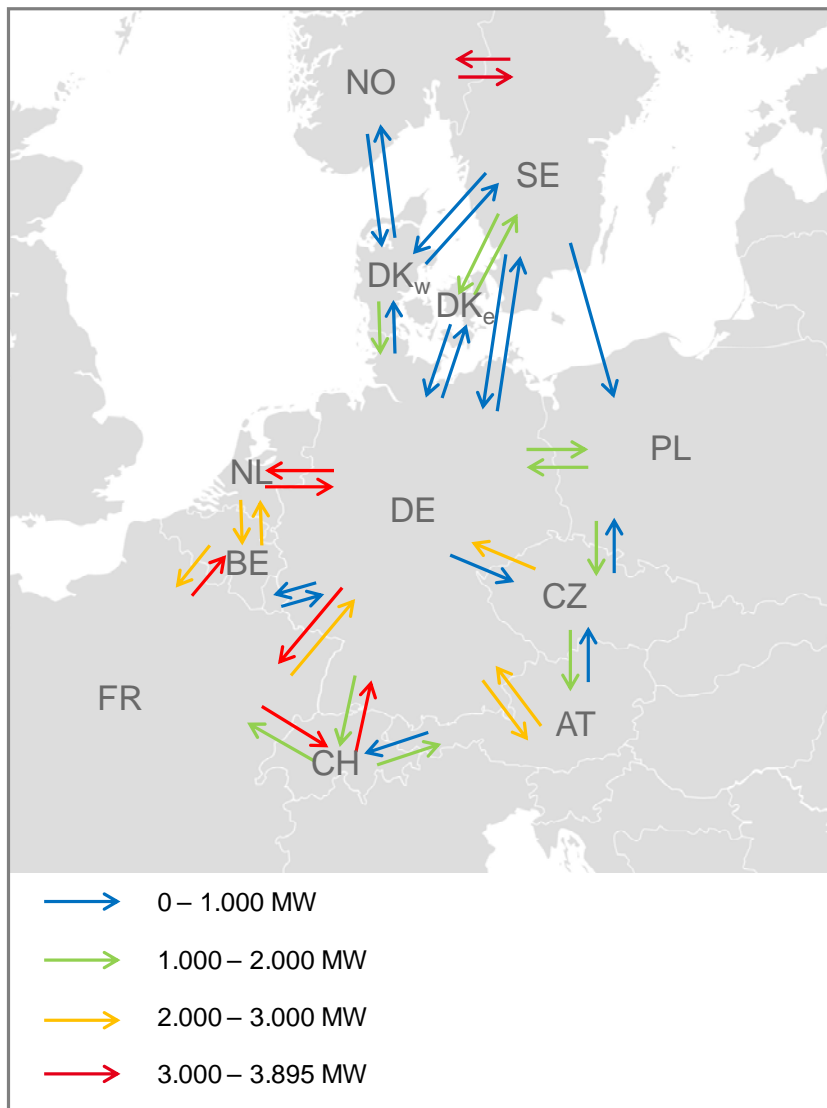 NO
SE
DKw
DKe
PL
NL
DE
BE
CZ
FR
AT
CH
0 – 1.000 MW
1.000 – 2.000 MW
2.000 – 3.000 MW
3.000 – 3.895 MW